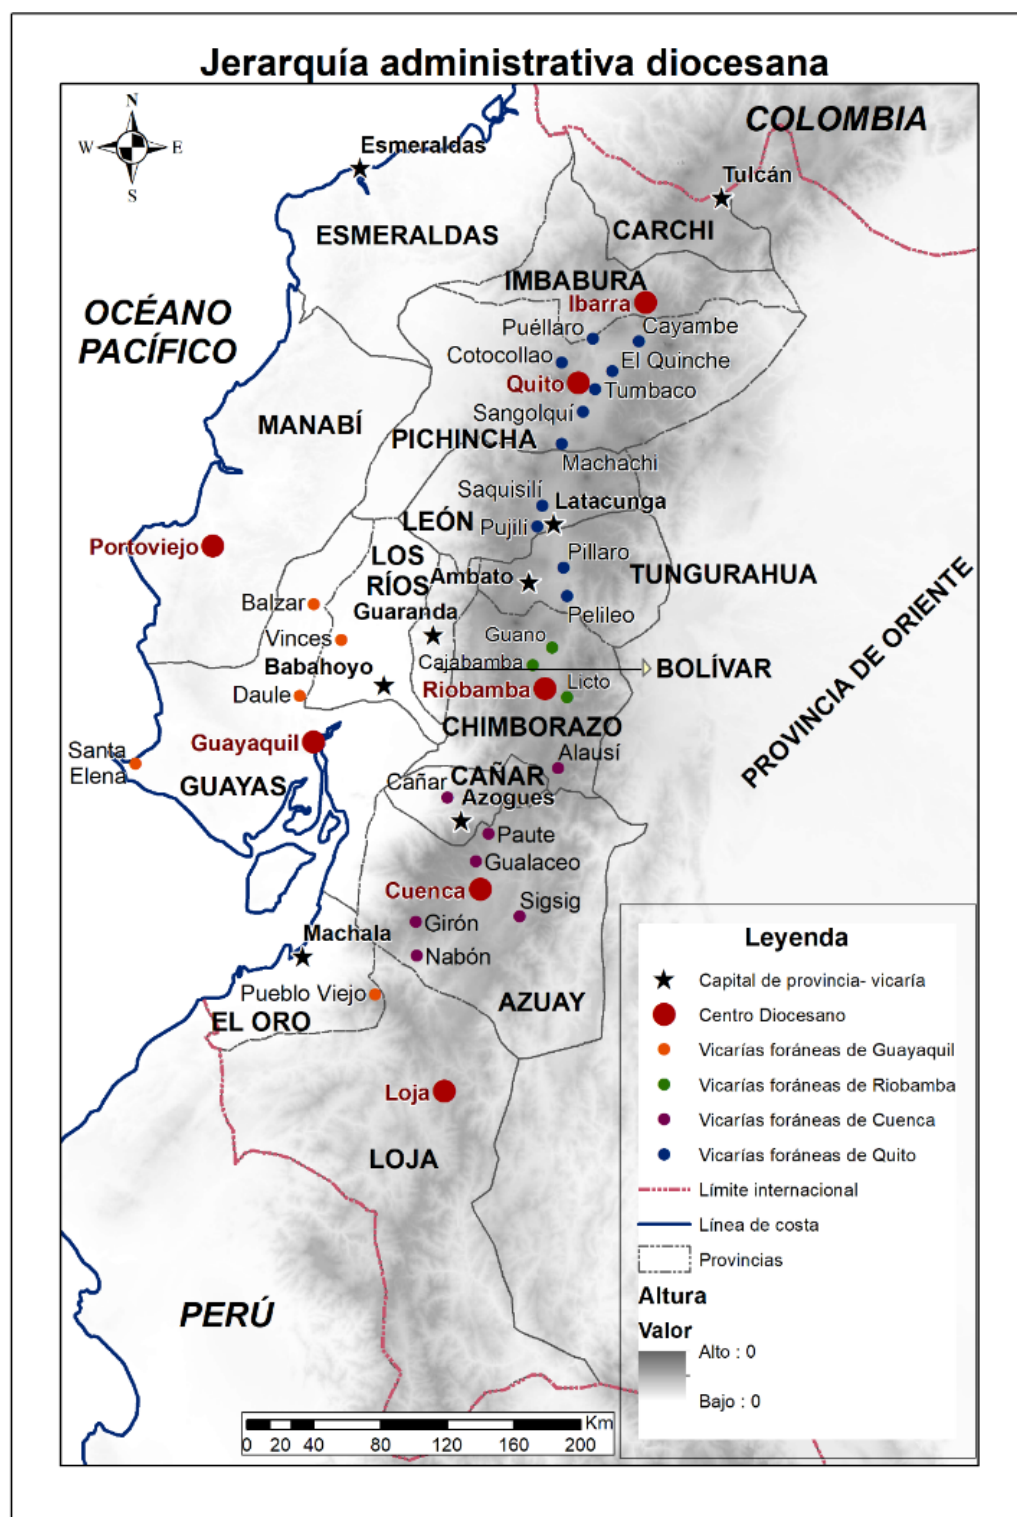 Jerarquía administrativa diocesana
N
W E
S
COLOMBIA
Esmeraldas
Tulcán
ESMERALDAS
CARCHI
IMBABURA
Ibarra
OCÉANO
PACÍFICO
Puéllaro
Cayambe
Cotocollao
El Quinche
Quito
Tumbaco
Sangolquí
MANABÍ
PICHINCHA
Machachi
Saquisilí
Latacunga
LEÓN
Pujilí
Portoviejo
LOS
RÍOS
Pillaro
Ambato
TUNGURAHUA
Balzar
Guaranda
Pelileo
Vinces
Guano
Babahoyo
Cajabamba
BOLÍVAR
Daule
Riobamba
Licto
PROVINCIA DE ORIENTE
CHIMBORAZO
Guayaquil
Santa
Elena
Alausí
GUAYAS
CAÑAR
Cañar
Azogues
Paute
Gualaceo
Cuenca
Sigsig
Girón
Machala
Nabón
Pueblo Viejo
AZUAY
EL ORO
Loja
LOJA
PERÚ
Leyenda
Capital de provincia- vicaría
Centro Diocesano
Vicarías foráneas de Guayaquil
Vicarías foráneas de Riobamba
Vicarías foráneas de Cuenca
Vicarías foráneas de Quito
Límite internacional
Línea de costa
Provincias
Altura
Valor
Alto : 0
Bajo : 0
Km
0 20 40 80 120 160 200